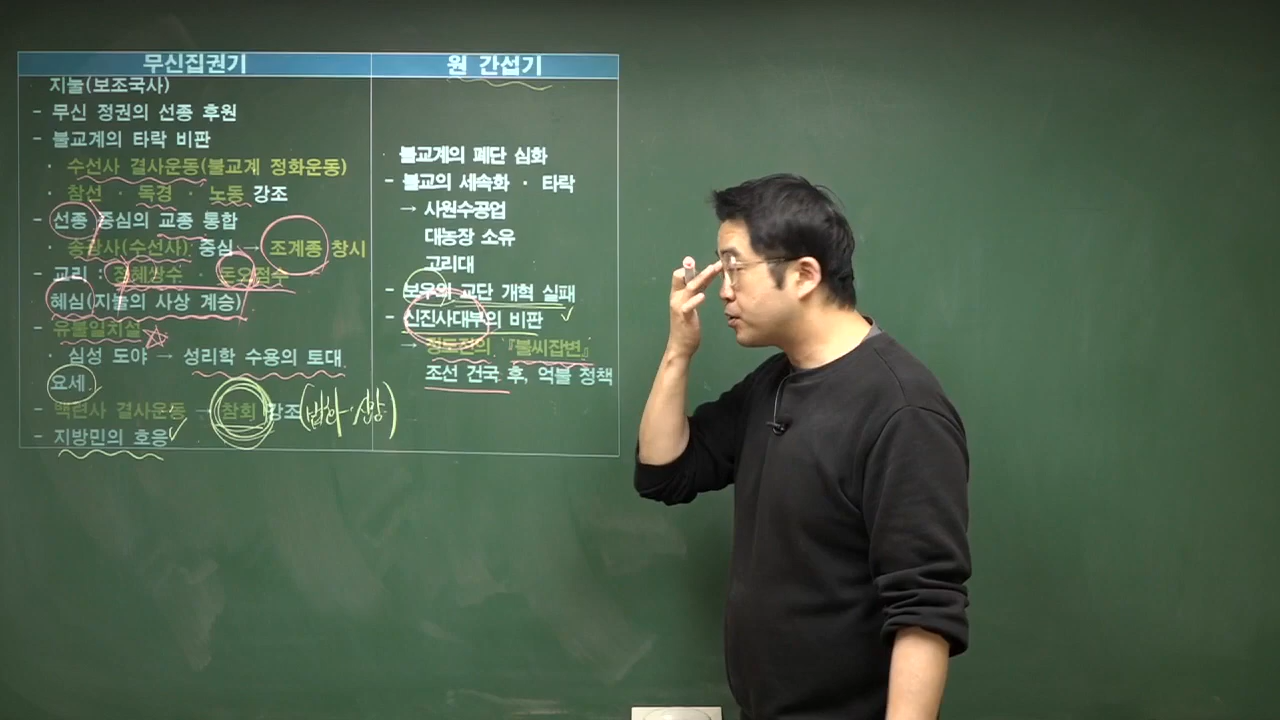 무신집권기
지눌(보조국사)
- 무신 정권의 선종 후원
- 불교계의 타락 비판
· 수선사 결사운동(불교계 정화운동)
· 참선 · 독경 · 노동 강조
- 선종 중심의 교종 통합
· 송광사(수선사) 중심 → 조계종 창시
- 교리 : 정혜쌍수 · 돈오점수
혜심(지눌의 사상 계승)
- 유불일치설
· 심성 도야 → 성리학 수용의 토대
요세
- 백련사 결사운동 → 참회 강조 (법화·신앙)
- 지방민의 호응
원 간섭기
· 불교계의 폐단 심화
- 불교의 세속화 · 타락
→ 사원수공업
대농장 소유
고리대
- 보우의 교단 개혁 실패
- 신진사대부의 비판
→ 정도전의 『불씨잡변』
조선 건국 후, 억불 정책